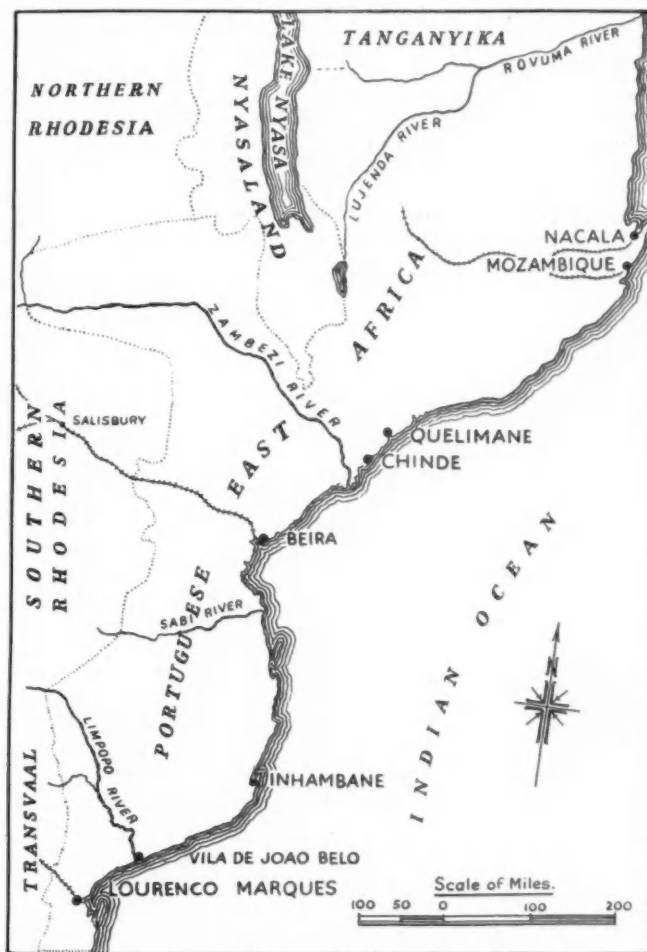 TANGANYIKA
ROVUMA RIVER
NORTHERN
RHODESIA
LAKE NYASA
NYASALAND
LUJENDA RIVER
NACALA
MOZAMBIQUE
ZAMBEZI RIVER
SOUTHERN
RHODESIA
SALISBURY
QUELIMANE
CHINDE
PORTUGUESE EAST AFRICA
BEIRA
SABI RIVER
INDIAN OCEAN
N
TRANSVAAL
LIMPOPO
RIVER
INHAMBANE
VILA DE JOAO BELO
LOURENCO MARQUES
Scale of Miles.
100 50 0 100 200